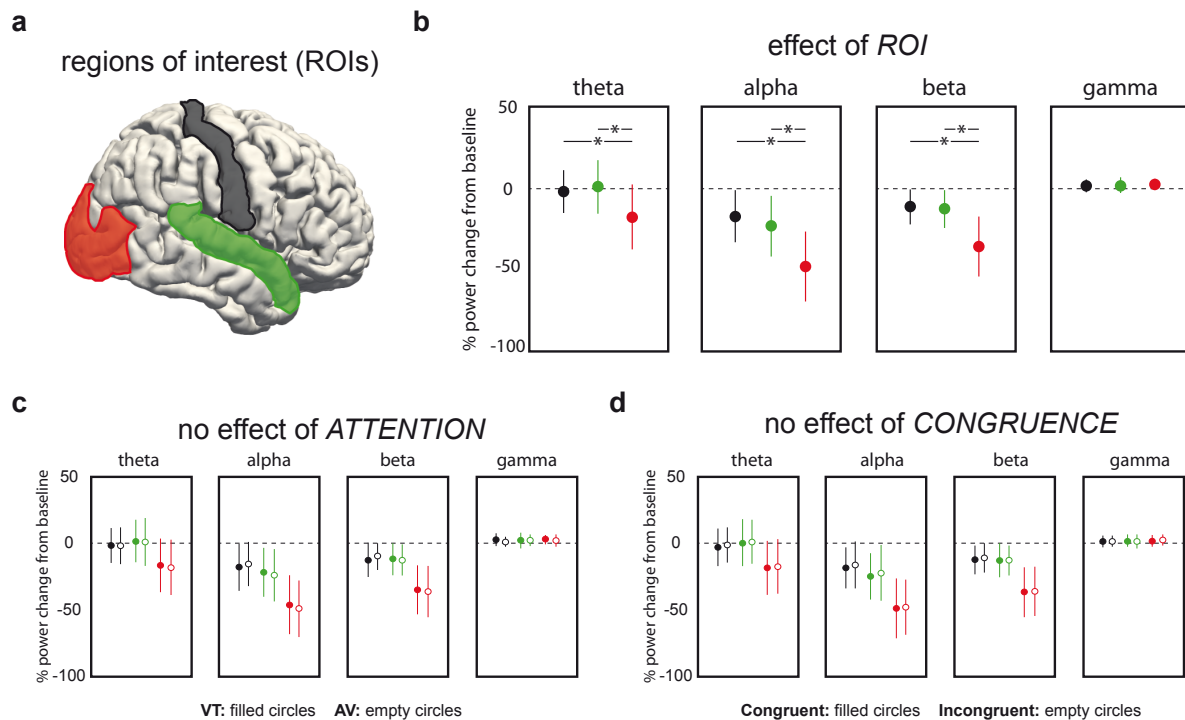 a
regions of interest (ROIs)
b
effect of ROI
theta alpha beta gamma
% power change from baseline
50
0
-50
-100
* * * * * *
c
no effect of ATTENTION
theta alpha beta gamma
% power change from baseline
50
0
-50
-100
VT: filled circles AV: empty circles
d
no effect of CONGRUENCE
theta alpha beta gamma
% power change from baseline
50
0
-50
-100
Congruent: filled circles Incongruent: empty circles